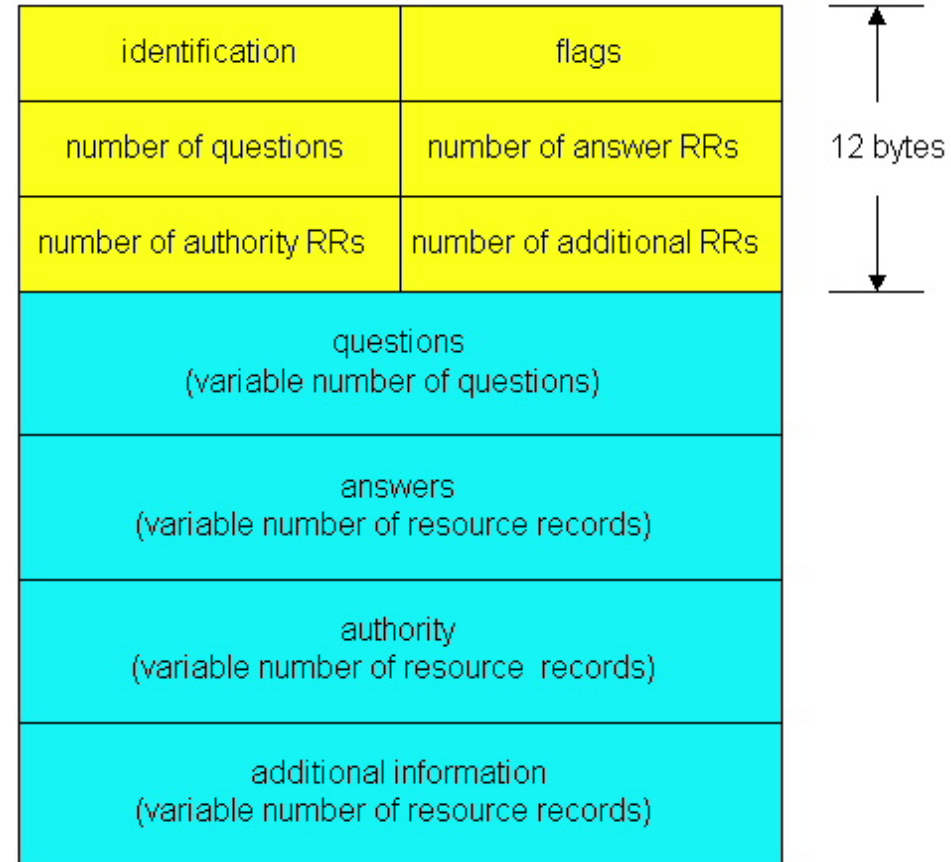 identification
flags
number of questions
number of answer RRs
12 bytes
number of authority RRs
number of additional RRs
questions
(variable number of questions)
answers
(variable number of resource records)
authority
(variable number of resource records)
additional information
(variable number of resource records)